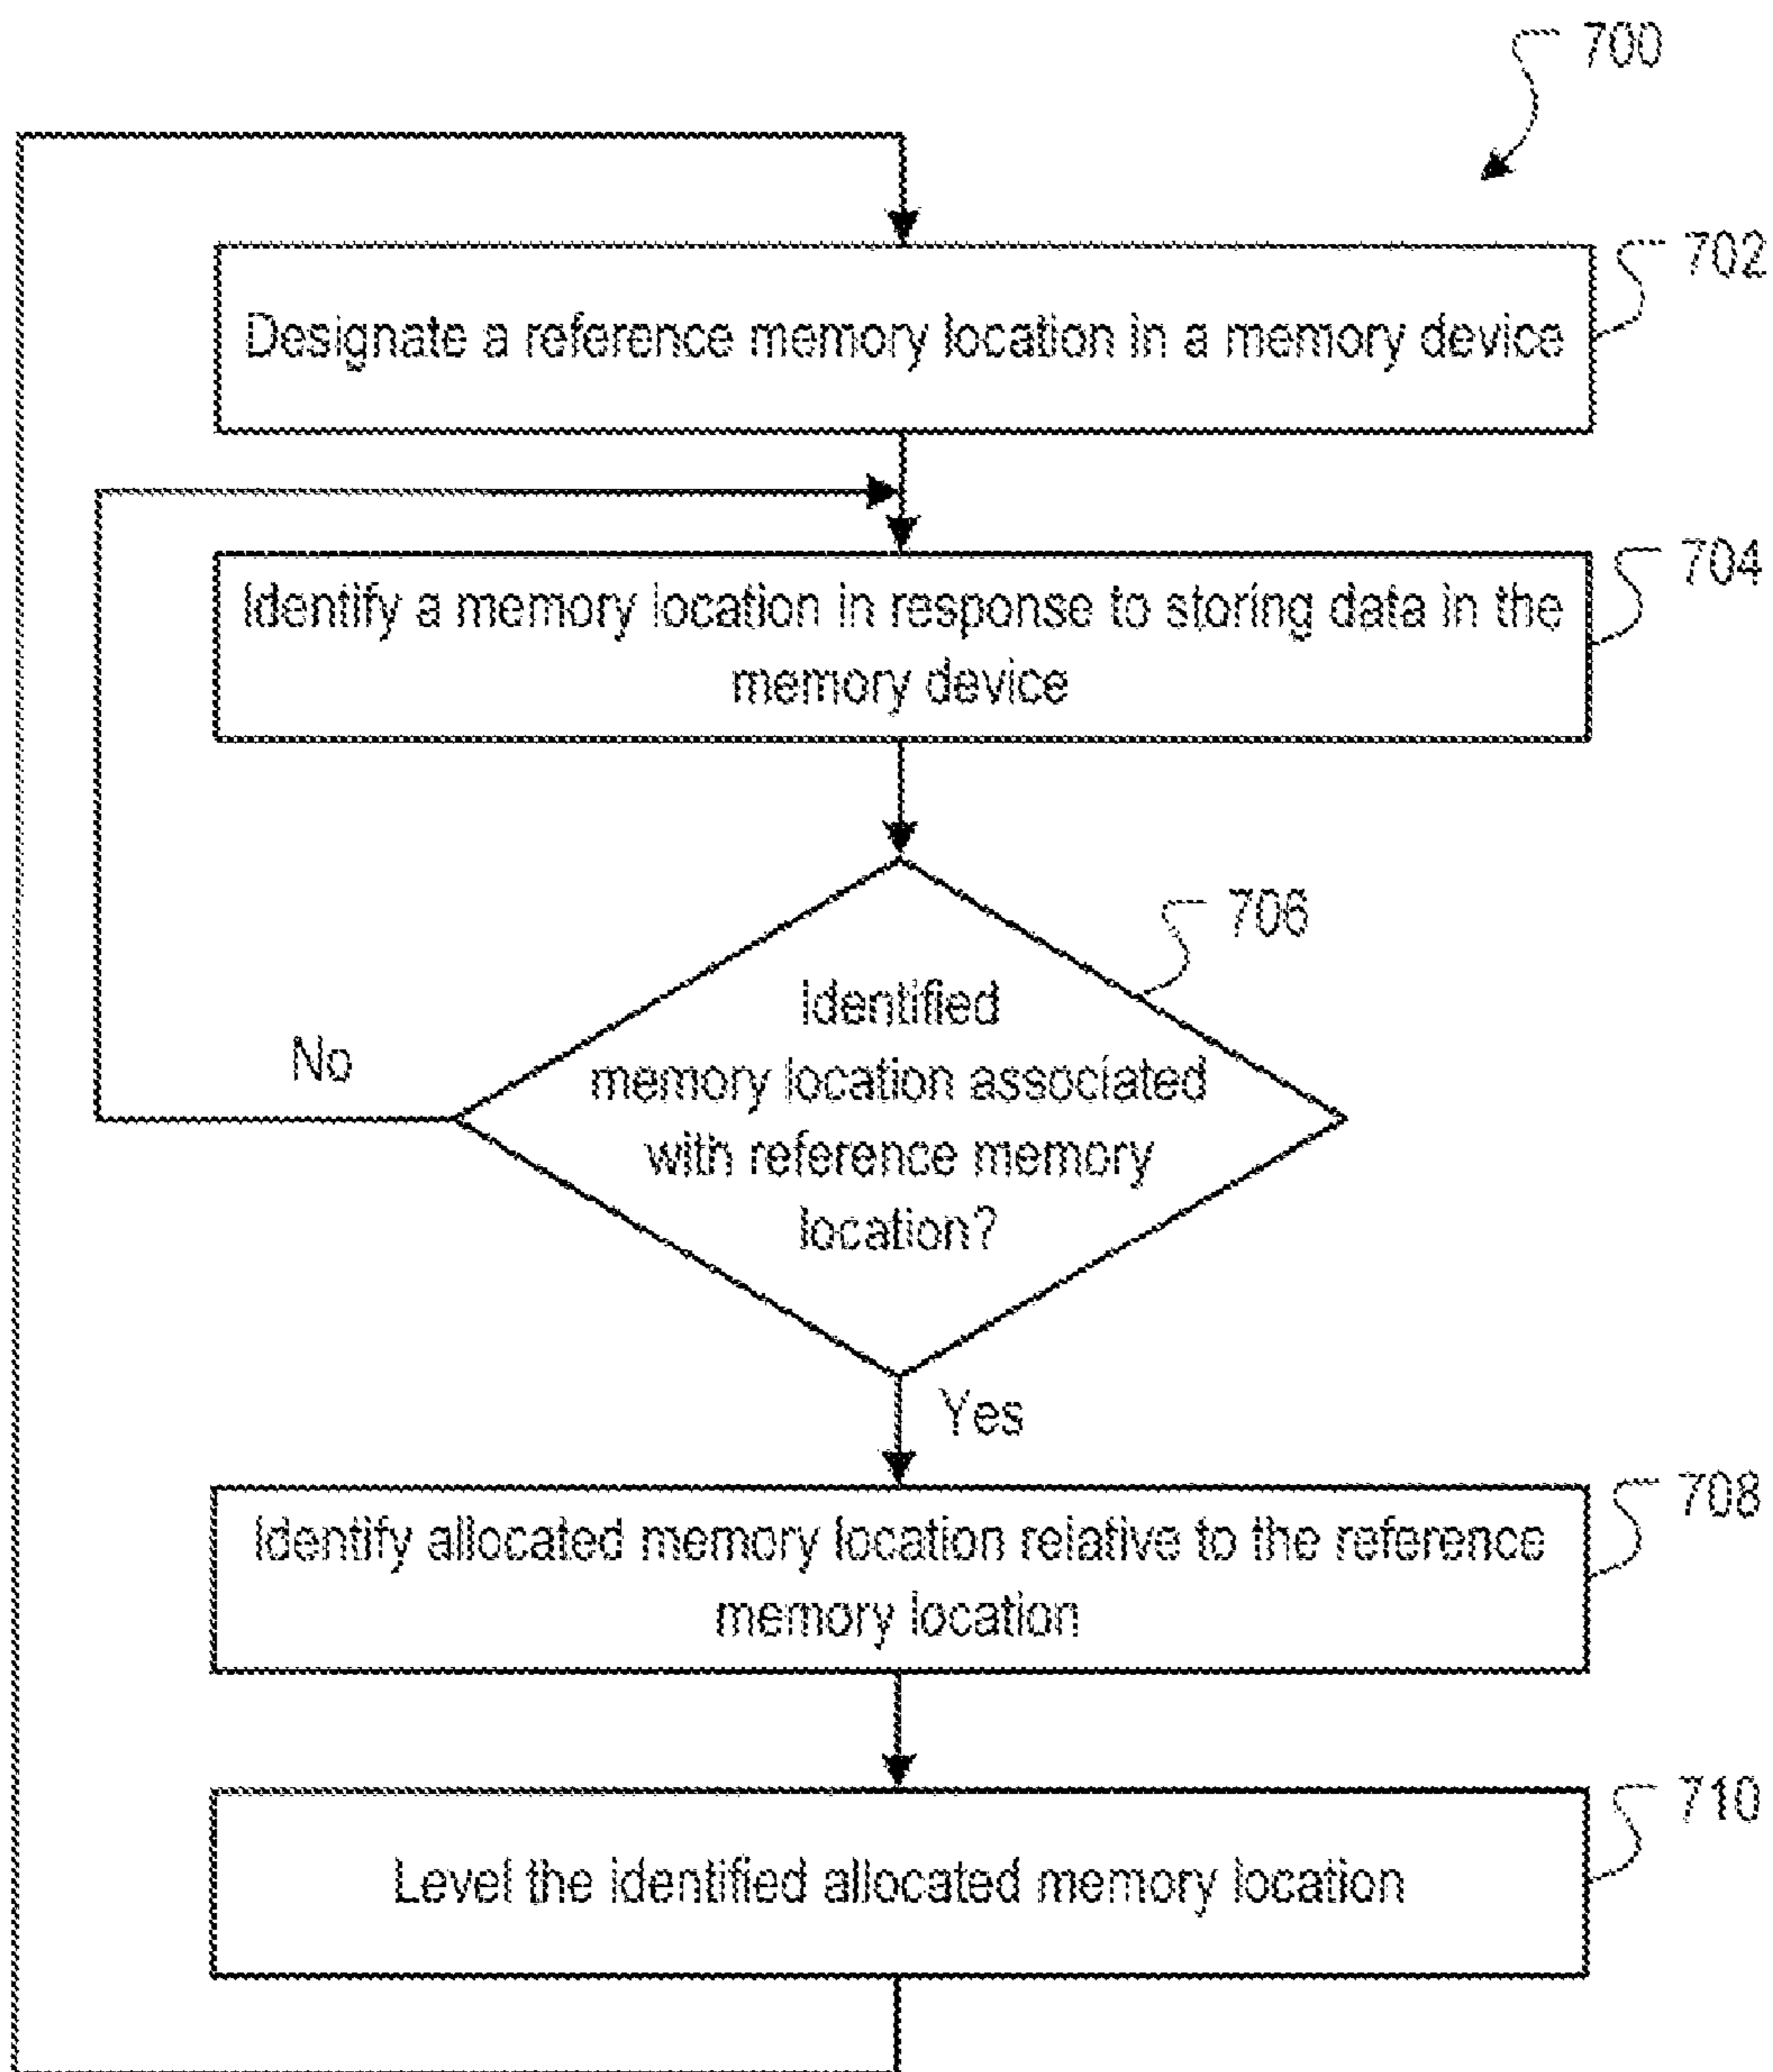 700
702
Designate a reference memory location in a memory device
704
Identify a memory location in response to storing data in the
memory device
706
Identified
memory location associated
with reference memory
location?
No
Yes
708
Identify allocated memory location relative to the reference
memory location
710
Level the identified allocated memory location